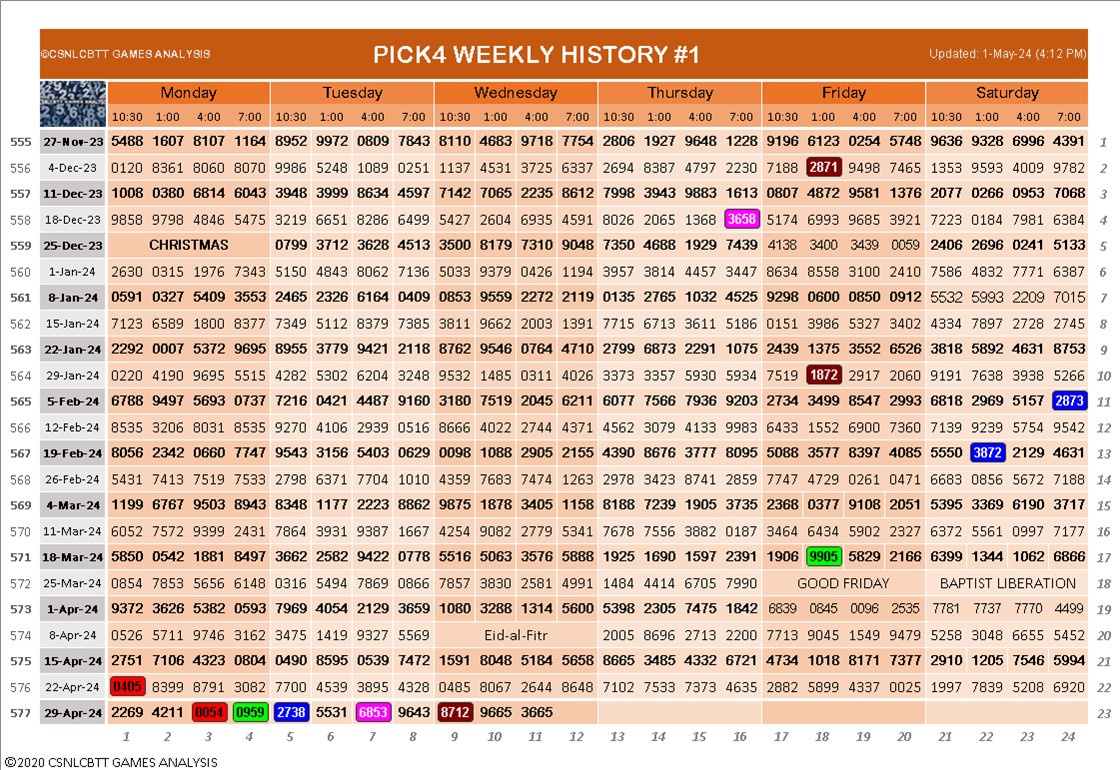 ©CSNLCBTT GAMES ANALYSIS PICK4 WEEKLY HISTORY #1 Updated: 1-May-24 (4:12 PM)
Monday Tuesday Wednesday Thursday Friday Saturday
10:30 1:00 4:00 7:00 10:30 1:00 4:00 7:00 10:30 1:00 4:00 7:00 10:30 1:00 4:00 7:00 10:30 1:00 4:00 7:00 10:30 1:00 4:00 7:00
555 27-Nov-23 5488 1607 8107 1164 8952 9972 0809 7843 8110 4683 9718 7754 2806 1927 9648 1228 9196 6123 0254 5748 9636 9328 6996 4391 1
556 4-Dec-23 0120 8361 8060 8070 9986 5248 1089 0251 1137 4531 3725 6337 2694 8387 4797 2230 7188 2871 9498 7465 1353 9593 4009 9782 2
557 11-Dec-23 1008 0380 6814 6043 3948 3999 8634 4597 7142 7065 2235 8612 7998 3943 9883 1613 0807 4872 9581 1376 2077 0266 0953 7068 3
558 18-Dec-23 9858 9798 4846 5475 3219 6651 8286 6499 5427 2604 6935 4591 8026 2065 1368 3658 5174 6993 9685 3921 7223 0184 7981 6384 4
559 25-Dec-23 CHRISTMAS 0799 3712 3628 4513 3500 8179 7310 9048 7350 4688 1929 7439 4138 3400 3439 0059 2406 2696 0241 5133 5
560 1-Jan-24 2630 0315 1976 7343 5150 4843 8062 7136 5033 9379 0426 1194 3957 3814 4457 3447 8634 8558 3100 2410 7586 4832 7771 6387 6
561 8-Jan-24 0591 0327 5409 3553 2465 2326 6164 0409 0853 9559 2272 2119 0135 2765 1032 4525 9298 0600 0850 0912 5532 5993 2209 7015 7
562 15-Jan-24 7123 6589 1800 8377 7349 5112 8379 7385 3811 9662 2003 1391 7715 6713 3611 5186 0151 3986 5327 3402 4334 7897 2728 2745 8
563 22-Jan-24 2292 0007 5372 9695 8955 3779 9421 2118 8762 9546 0764 4710 2799 6873 2291 1075 2439 1375 3552 6526 3818 5892 4631 8753 9
564 29-Jan-24 0220 4190 9695 5515 4282 5302 6204 3248 9532 1485 0311 4026 3373 3357 5930 5934 7519 1872 2917 2060 9191 7638 3938 5266 10
565 5-Feb-24 6788 9497 5693 0737 7216 0421 4487 9160 3180 7519 2045 6211 6077 7566 7936 9203 2734 3499 8547 2993 6818 2969 5157 2873 11
566 12-Feb-24 8535 3206 8031 8535 9270 4106 2939 0516 8666 4022 2744 4371 4562 3079 4133 9983 6433 1552 6900 7360 7139 9239 5754 9542 12
567 19-Feb-24 8056 2342 0660 7747 9543 3156 5403 0629 0098 1088 2905 2155 4390 8676 3777 8095 5088 3577 8397 4085 5550 3872 2129 4631 13
568 26-Feb-24 5431 7413 7519 7533 2798 6371 7704 1010 4359 7683 7474 1263 2978 3423 8741 2859 7747 4729 0261 0471 6683 0856 5672 7188 14
569 4-Mar-24 1199 6767 9503 8943 8348 1177 2223 8862 9875 1878 3405 1158 8188 7239 1905 3735 2368 0377 9108 2051 5395 3369 6190 3717 15
570 11-Mar-24 6052 7572 9399 2431 7864 3931 9387 1667 4254 9082 2779 5341 7678 7556 3882 0187 3464 6434 5902 2327 6372 5561 0997 7177 16
571 18-Mar-24 5850 0542 1881 8497 3662 2582 9422 0778 5516 5063 3576 5888 1925 1690 1597 2391 1906 9905 5829 2166 6399 1344 1062 6866 17
572 25-Mar-24 0854 7853 5656 6148 0316 5494 7869 0866 7857 3830 2581 4991 1484 4414 6705 7990 GOOD FRIDAY BAPTIST LIBERATION 18
573 1-Apr-24 9372 3626 5382 0593 7969 4054 2129 3659 1080 3288 1314 5600 5398 2305 7475 1842 6839 0845 0096 2535 7781 7737 7770 4499 19
574 8-Apr-24 0526 5711 9746 3162 3475 1419 9327 5569 Eid-al-Fitr 2005 8696 2713 2200 7713 9045 1549 9479 5258 3048 6655 5452 20
575 15-Apr-24 2751 7106 4323 0804 0490 8595 0539 7472 1591 8048 5184 5658 8665 3485 4332 6721 4734 1018 8171 7377 2910 1205 7546 5994 21
576 22-Apr-24 0405 8399 8791 3082 7700 4539 3895 4328 0485 8067 2644 8648 7102 7533 7373 4635 2882 5899 4337 0025 1997 7839 5208 6920 22
577 29-Apr-24 2269 4211 0054 0959 2738 5531 6853 9643 8712 9665 3665 23
1 2 3 4 5 6 7 8 9 10 11 12 13 14 15 16 17 18 19 20 21 22 23 24
©2020 CSNLCBTT GAMES ANALYSIS